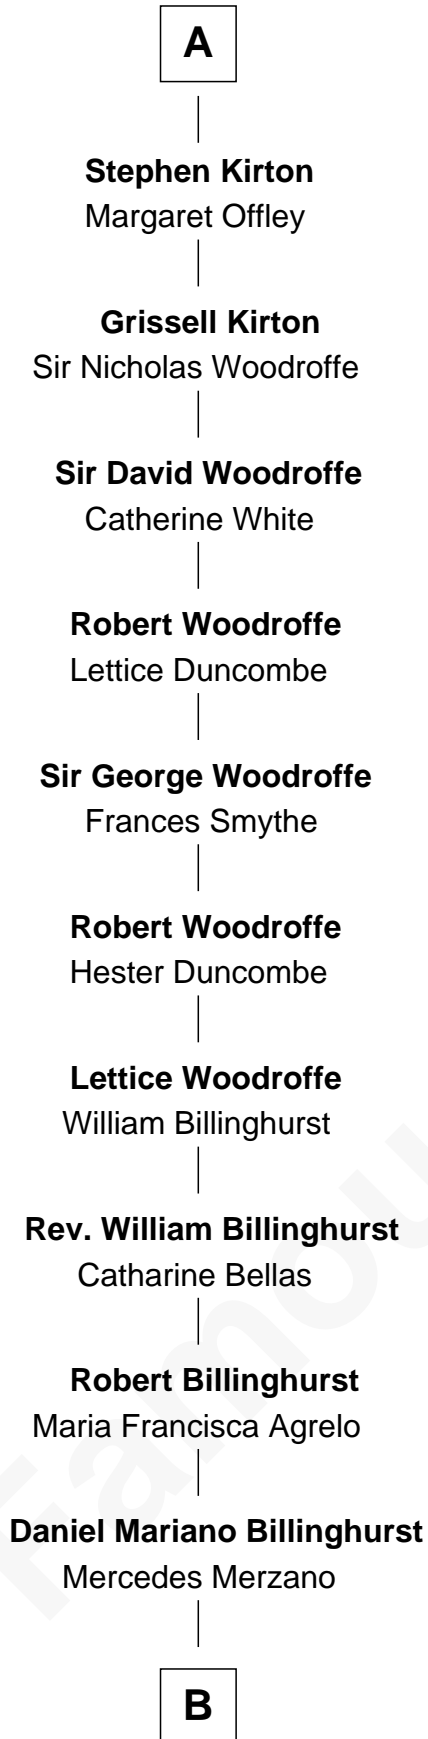 A
Stephen Kirton
Margaret Offley
Grissell Kirton
Sir Nicholas Woodroffe
Sir David Woodroffe
Catherine White
Robert Woodroffe
Lettice Duncombe
Sir George Woodroffe
Frances Smythe
Robert Woodroffe
Hester Duncombe
Lettice Woodroffe
William Billinghurst
Rev. William Billinghurst
Catharine Bellas
Robert Billinghurst
Maria Francisca Agrelo
Daniel Mariano Billinghurst
Mercedes Merzano
B
Famou